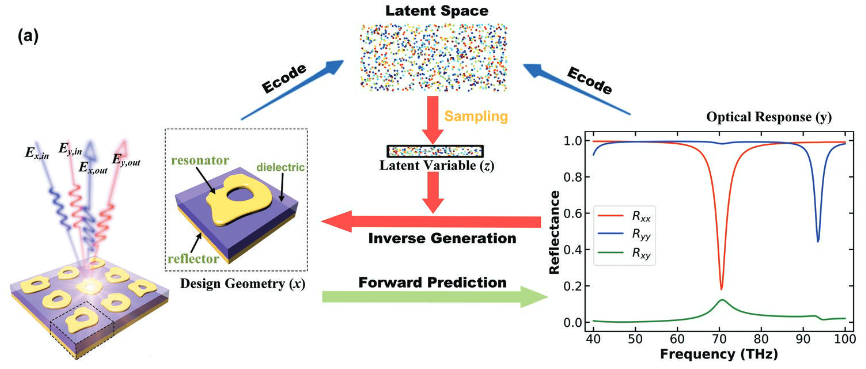 (a)
Latent Space
Ecode
Ecode
Sampling
Latent Variable (z)
Optical Response (y)
E_x,in
E_y,in
E_x,out
E_y,out
resonator
dielectric
reflector
Design Geometry (x)
Inverse Generation
Forward Prediction
Reflectance
1.0
0.8
0.6
0.4
0.2
0.0
R_xx
R_yy
R_xy
40 50 60 70 80 90 100
Frequency (THz)